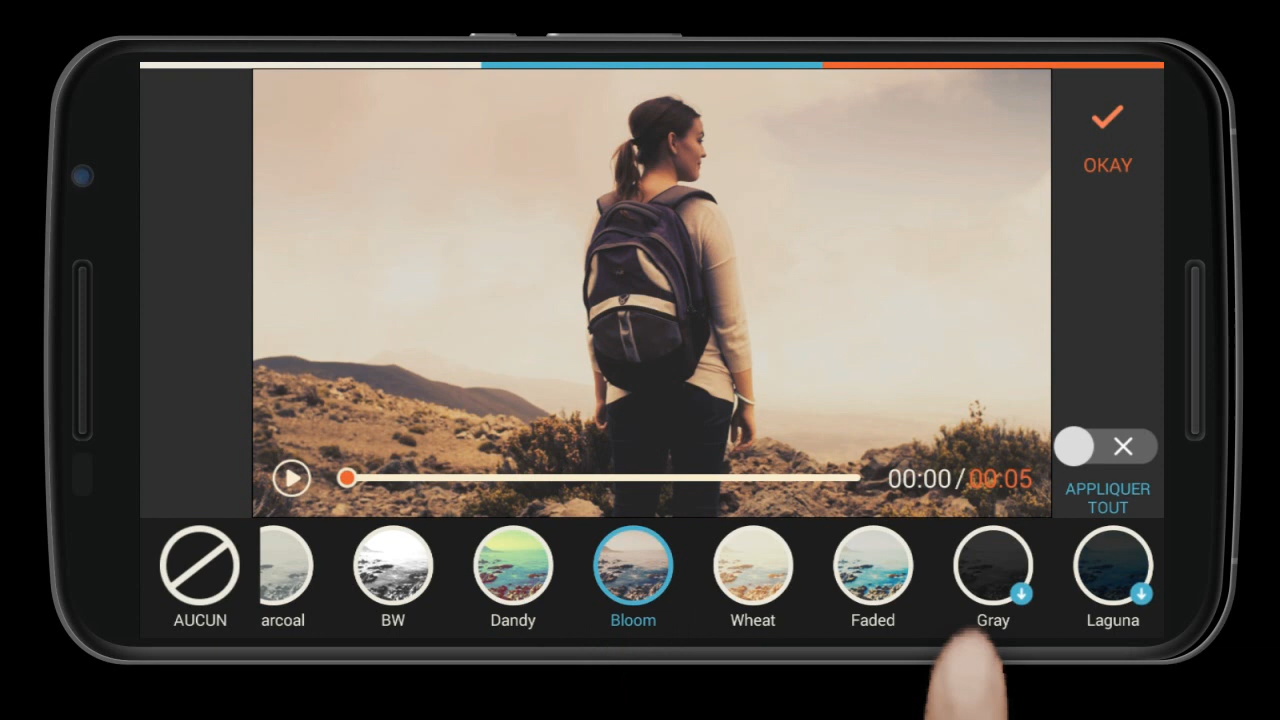 OKAY
00:00 / 00:05
APPLIQUER
TOUT
AUCUN
arcoal
BW
Dandy
Bloom
Wheat
Faded
Gray
Laguna